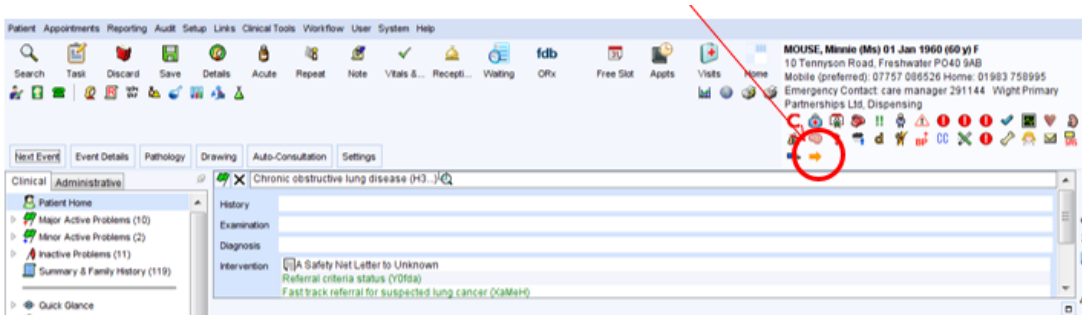 Patient Appointments Reporting Audit Setup Links Clinical Tools Workflow User System Help
Search Task Discard Save Details Acute Repeat Note Vitals &... Recepti... Waiting ORx Free Slot Appts Visits Home
fdb
MOUSE, Minnie (Ms) 01 Jan 1960 (60 y) F
10 Tennyson Road, Freshwater PO40 9AB
Mobile (preferred): 07757 086526 Home: 01983 758995
Emergency Contact: care manager 291144 Wight Primary
Partnerships Ltd, Dispensing
Next Event Event Details Pathology Drawing Auto-Consultation Settings
Clinical Administrative
Patient Home
Major Active Problems (10)
Minor Active Problems (2)
Inactive Problems (11)
Summary & Family History (119)
Quick Glance
Chronic obstructive lung disease (H3...)
History
Examination
Diagnosis
Intervention
A Safety Net Letter to Unknown
Referral criteria status (Y0fda)
Fast track referral for suspected lung cancer (XaMeH)